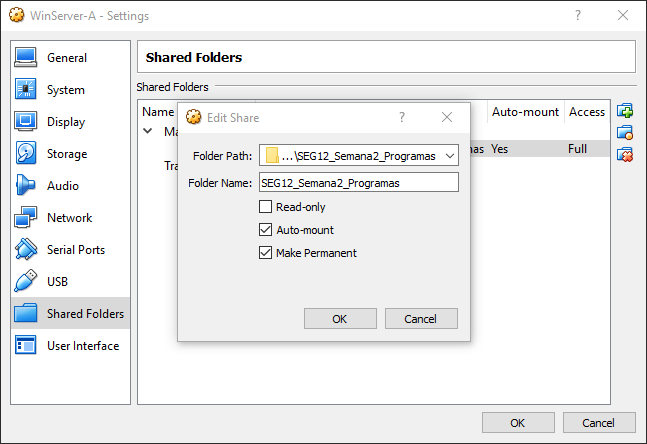 WinServer-A - Settings
?
General
System
Display
Storage
Audio
Network
Serial Ports
USB
Shared Folders
User Interface
Shared Folders
Shared Folders
Name
Auto-mount
Access
Ma
mas
Yes
Full
Tra
Edit Share
?
Folder Path:
...\SEG12_Semana2_Programas
Folder Name:
SEG12_Semana2_Programas
Read-only
Auto-mount
Make Permanent
OK
Cancel
OK
Cancel